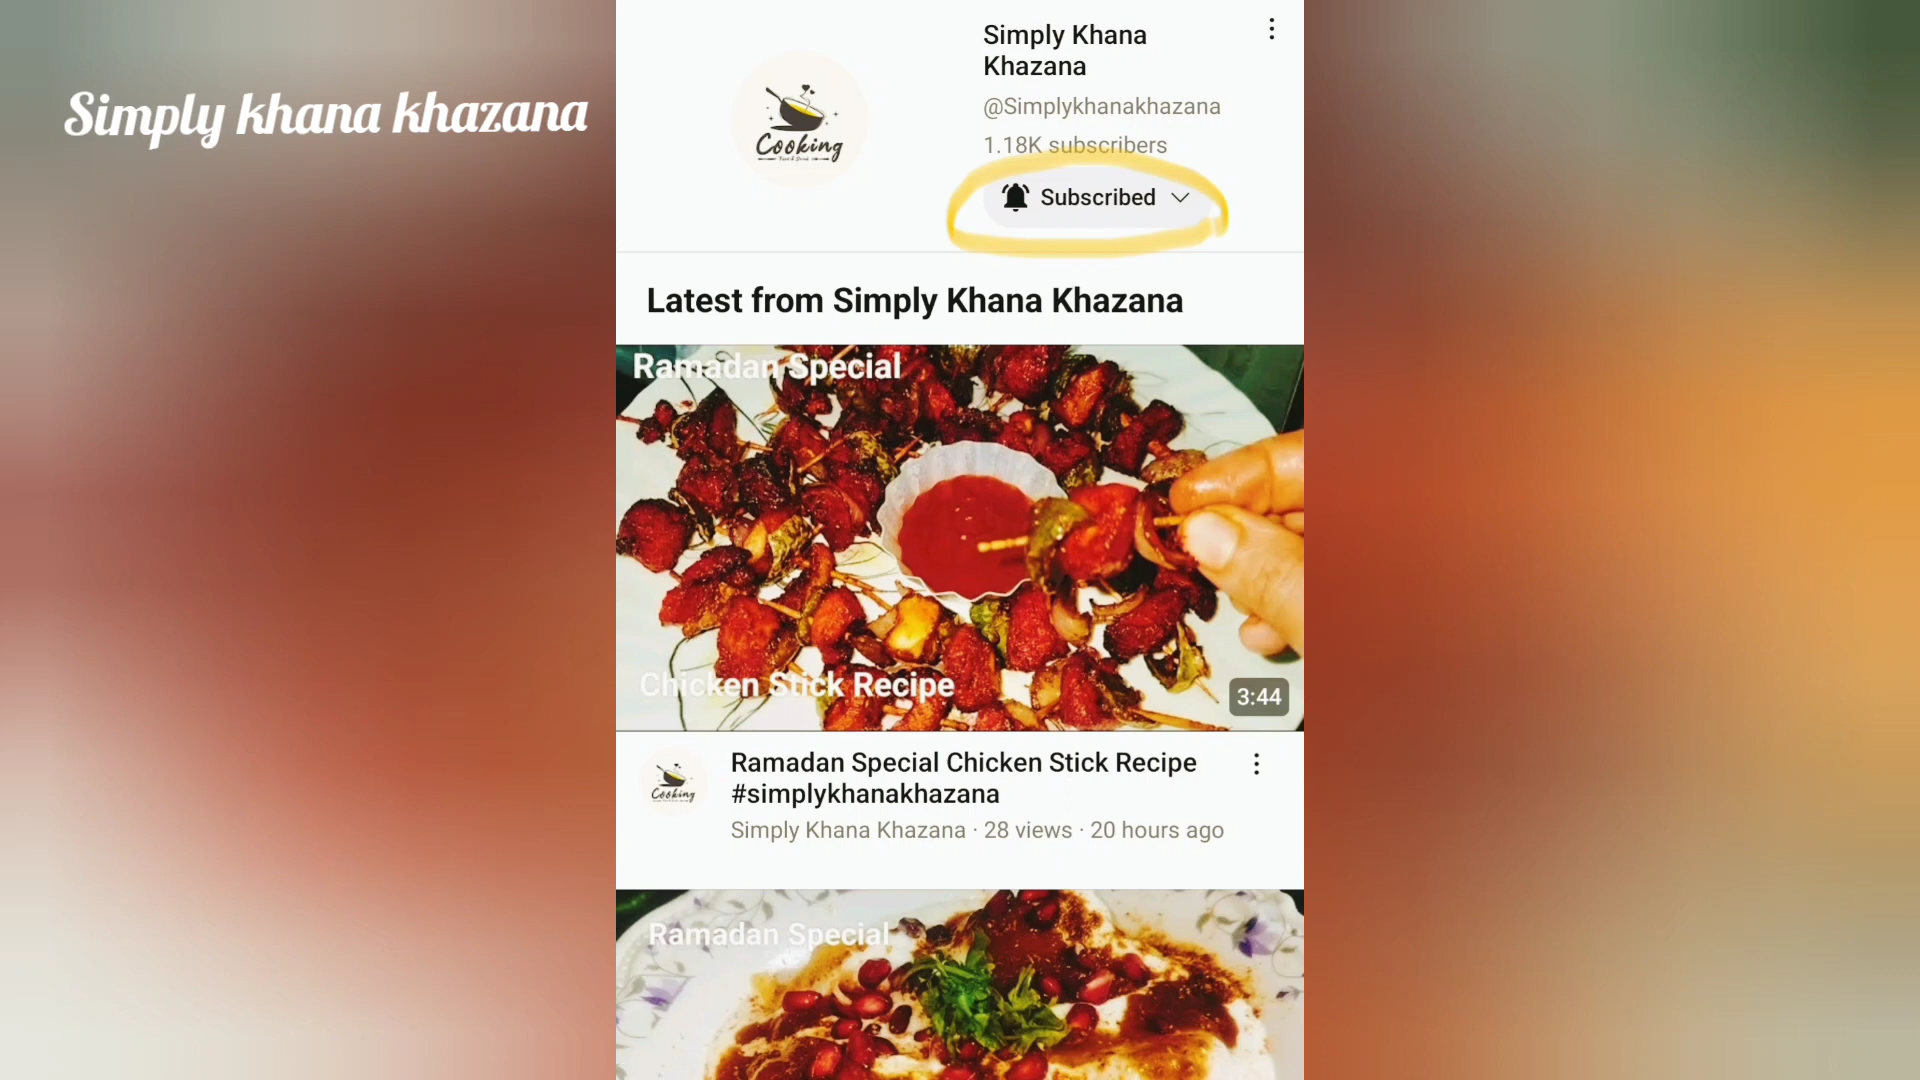 Simply khana khazana
Simply Khana
Khazana
@Simplykhanakhazana
1.18K subscribers
Cooking
Subscribed
Latest from Simply Khana Khazana
Ramadan Special
Chicken Stick Recipe
3:44
Cooking
Ramadan Special Chicken Stick Recipe
#simplykhanakhazana
Simply Khana Khazana · 28 views · 20 hours ago
Ramadan Special